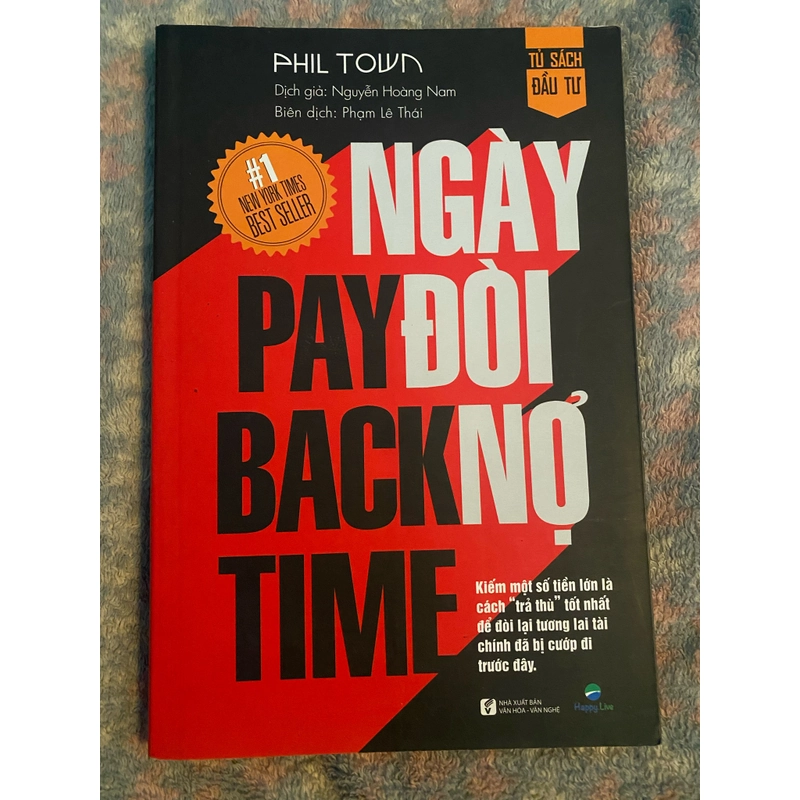 PHIL TOWN
Dịch giả: Nguyễn Hoàng Nam
Biên dịch: Phạm Lê Thái
TỦ SÁCH
ĐẦU TƯ
#1
NEW YORK TIMES
BEST SELLER
NGÀY
ĐÒI
NỢ
PAY
BACK
TIME
Kiếm một số tiền lớn là
cách "trả thù" tốt nhất
để đòi lại tương lai tài
chính đã bị cướp đi
trước đây.
NHÀ XUẤT BẢN
VĂN HÓA - VĂN NGHỆ
Happy Live